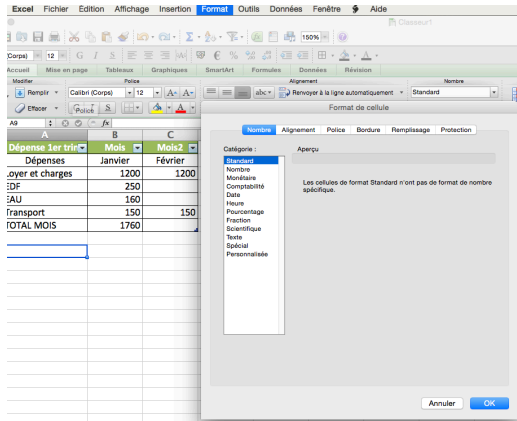 Excel Fichier Edition Affichage Insertion Format Outils Données Fenêtre Aide
Classeur1
150%
Corps) 12 G I S
Accueil Mise en page Tableaux Graphiques SmartArt Formules Données Révision
Modifier Police Alignement Nombre
Remplir Calibri (Corps) 12 A A abc Renvoyer à la ligne automatiquement Standard
Effacer G I S Police
A9 fx
A B C
Dépense 1er trim Mois Mois2
Dépenses Janvier Février
Loyer et charges 1200 1200
EDF 250
EAU 160
Transport 150 150
TOTAL MOIS 1760
Format de cellule
Nombre Alignement Police Bordure Remplissage Protection
Catégorie : Aperçu
Standard
Nombre
Monétaire
Comptabilité
Date
Heure
Pourcentage
Fraction
Scientifique
Texte
Spécial
Personnalisée
Les cellules de format Standard n'ont pas de format de nombre
spécifique.
Annuler OK